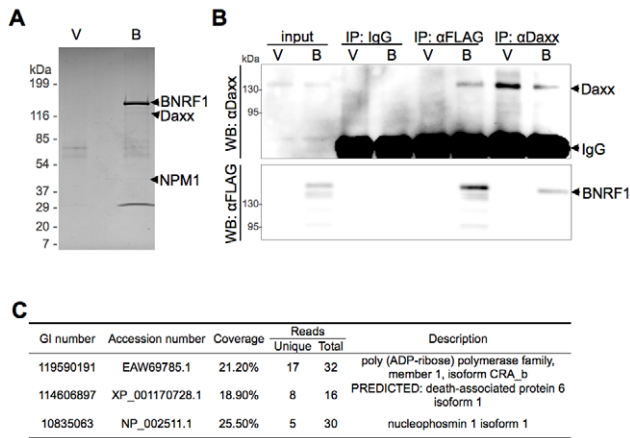 A
V B
kDa
199 -
116 -
85 -
54 -
37 -
29 -
20 -
7 -
BNRF1
Daxx
NPM1
B
input IP: IgG IP: αFLAG IP: αDaxx
V B V B V B V B
kDa
130-
95-
WB: αDaxx
Daxx
IgG
130-
95-
WB: αFLAG
BNRF1
C
GI number Accession number Coverage Reads Description
Unique Total
119590191 EAW69785.1 21.20% 17 32 poly (ADP-ribose) polymerase family, member 1, isoform CRA_b
114606897 XP_001170728.1 18.90% 8 16 PREDICTED: death-associated protein 6 isoform 1
10835063 NP_002511.1 25.50% 5 30 nucleophosmin 1 isoform 1